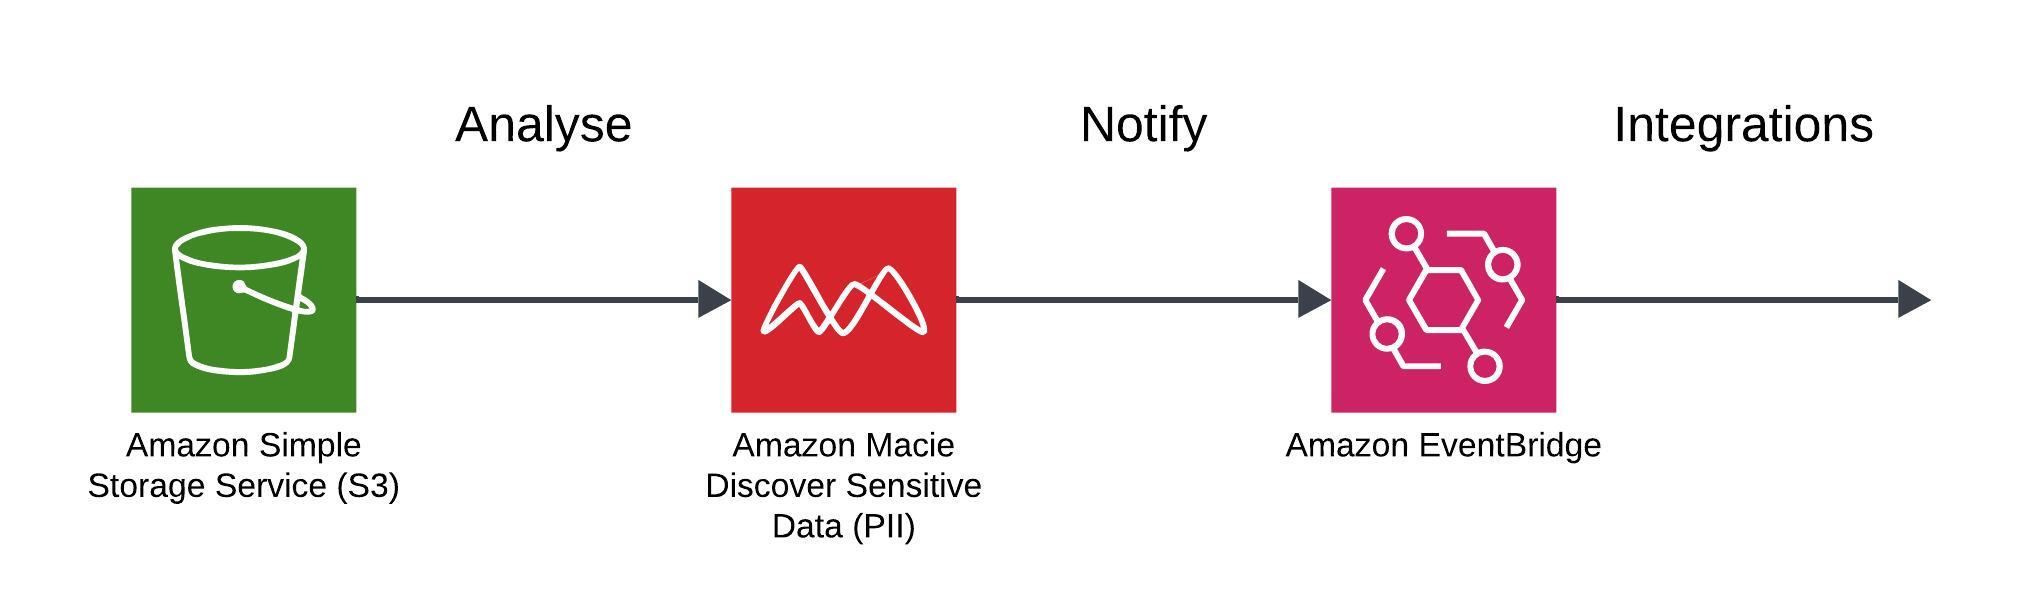 Analyse
Notify
Integrations
Amazon Simple
Storage Service (S3)
Amazon Macie
Discover Sensitive
Data (PII)
Amazon EventBridge